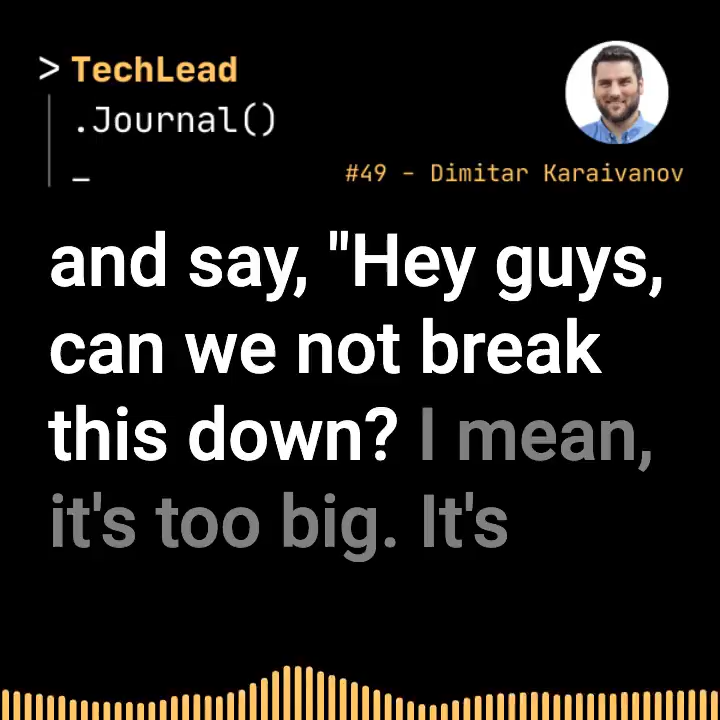 > TechLead
.Journal()
_
#49 - Dimitar Karaivanov
and say, "Hey guys,
can we not break
this down? I mean,
it's too big. It's